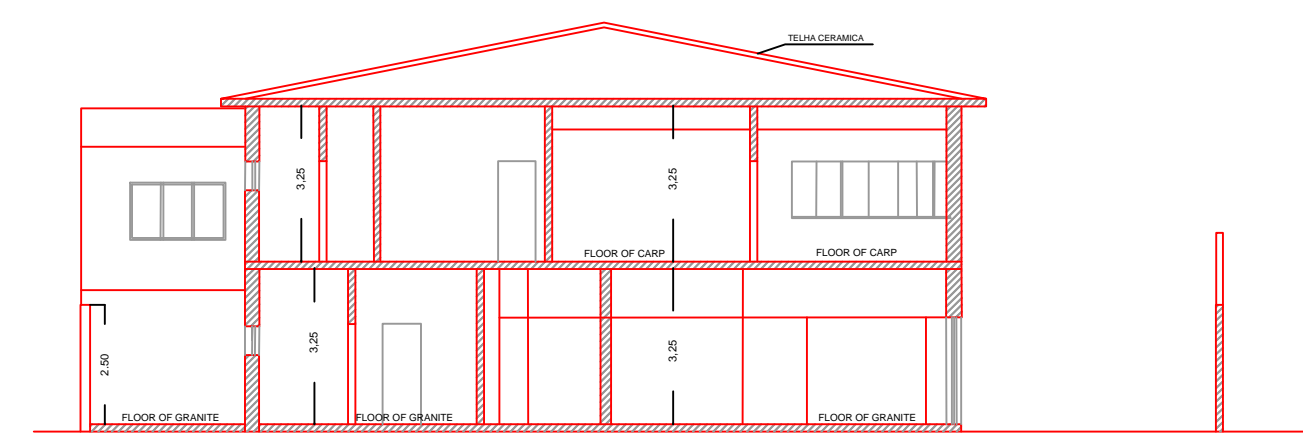 TELHA CERAMICA
3,25
3,25
FLOOR OF CARP
FLOOR OF CARP
3,25
3,25
2.50
FLOOR OF GRANITE
FLOOR OF GRANITE
FLOOR OF GRANITE